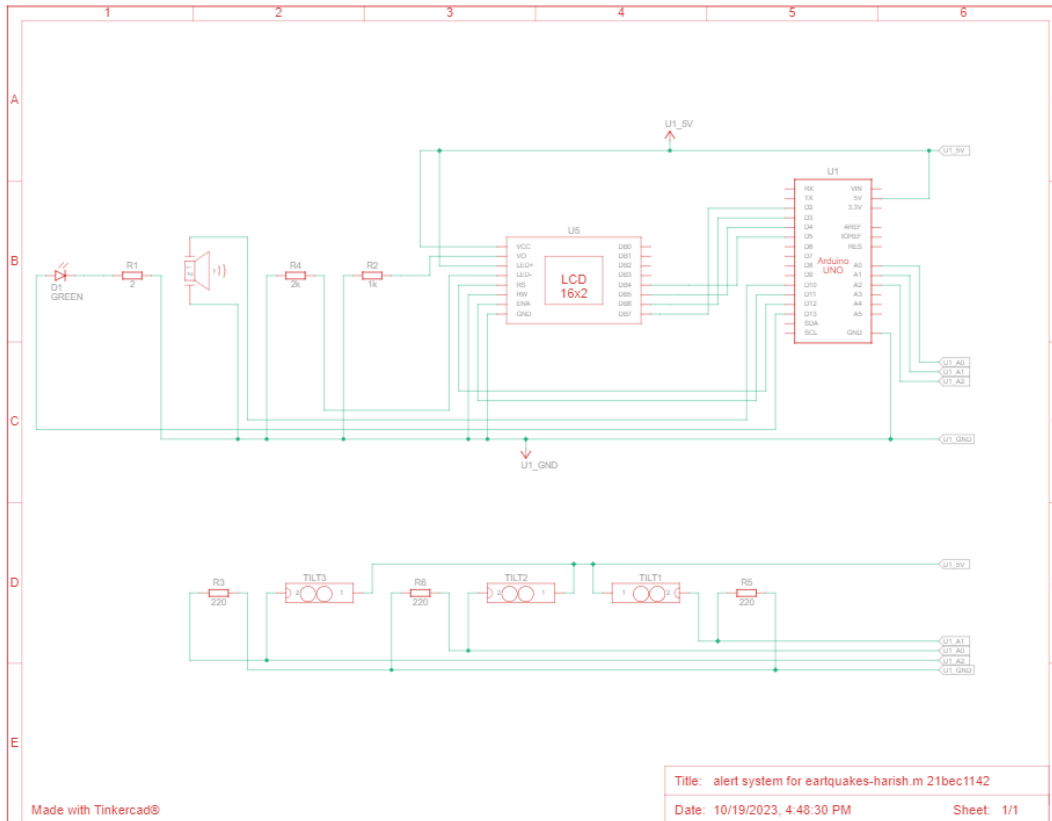 1 2 3 4 5 6
A
B
C
D
E
U1_5V
U1_5V
U1
RX
TX
D2
D3
D4
D5
D6
D7
D8
D9
D10
D11
D12
D13
SDA
SCL
VIN
5V
3.3V
AREF
IOREF
RES
A0
A1
A2
A3
A4
A5
GND
Arduino
UNO
U5
VCC
VO
LED+
LED-
RS
RW
ENA
GND
DB0
DB1
DB2
DB3
DB4
DB5
DB6
DB7
LCD
16x2
D1
GREEN
R1
2
1 2
R4
2k
R2
1k
U1_A0
U1_A1
U1_A2
U1_GND
U1_GND
U1_5V
R3
220
TILT3
2 1
R6
220
TILT2
2 1
TILT1
1 2
R5
220
U1_A1
U1_A0
U1_A2
U1_GND
Title: alert system for eartquakes-harish.m 21bec1142
Made with Tinkercad®
Date: 10/19/2023, 4:48:30 PM Sheet: 1/1